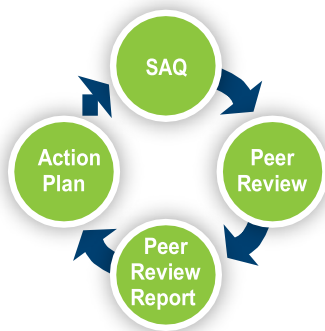 SAQ
Peer
Review
Peer
Review
Report
Action
Plan